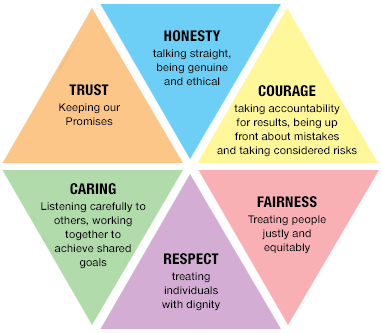 HONESTY
talking straight,
being genuine
and ethical
TRUST
Keeping our
Promises
COURAGE
taking accountability
for results, being up
front about mistakes
and taking considered risks
CARING
Listening carefully to
others, working
together to
achieve shared
goals
RESPECT
treating
individuals
with dignity
FAIRNESS
Treating people
justly and
equitably